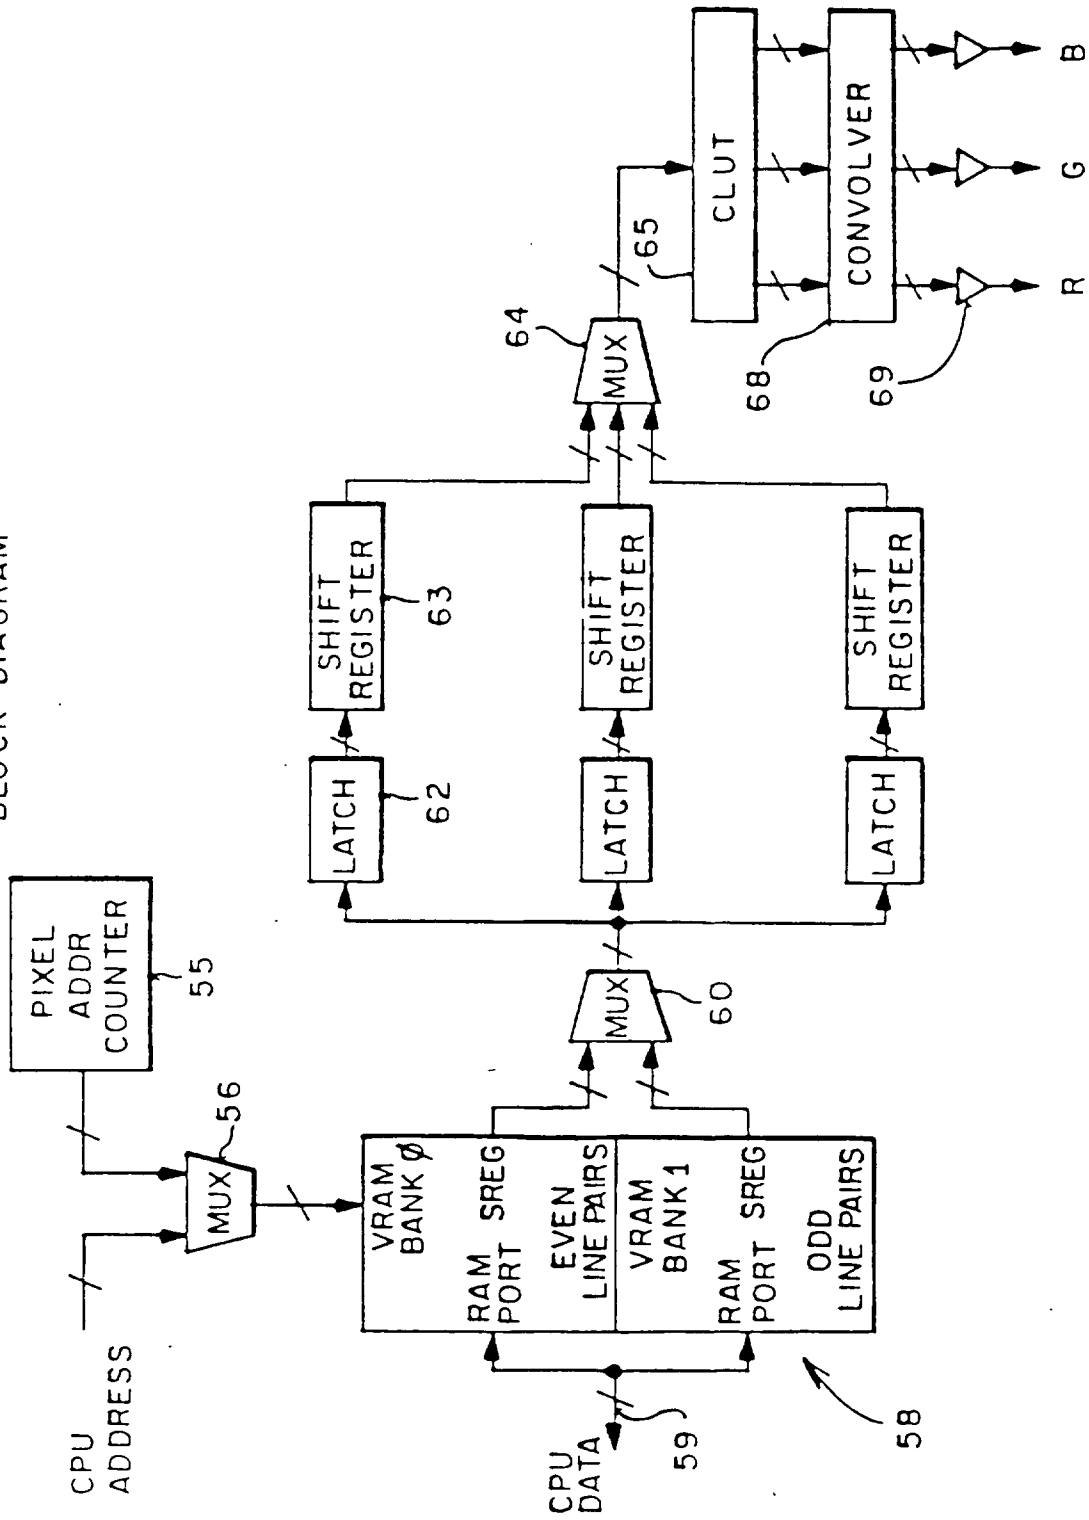 BLOCK DIAGRAM
PIXEL
ADDR
COUNTER
55
CPU
ADDRESS
MUX
56
VRAM
BANK ϕ
RAM SREG
PORT
EVEN
LINE PAIRS
VRAM
BANK 1
RAM SREG
PORT
ODD
LINE PAIRS
CPU
DATA
59
58
MUX
60
LATCH
62
SHIFT
REGISTER
63
LATCH
SHIFT
REGISTER
LATCH
SHIFT
REGISTER
MUX
64
65
CLUT
68
CONVOLVER
69
R
G
B